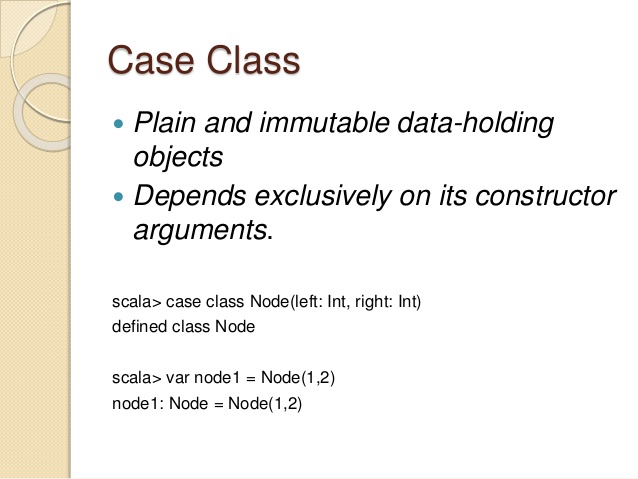 Case Class
Plain and immutable data-holding
objects
Depends exclusively on its constructor
arguments.
scala> case class Node(left: Int, right: Int)
defined class Node
scala> var node1 = Node(1,2)
node1: Node = Node(1,2)